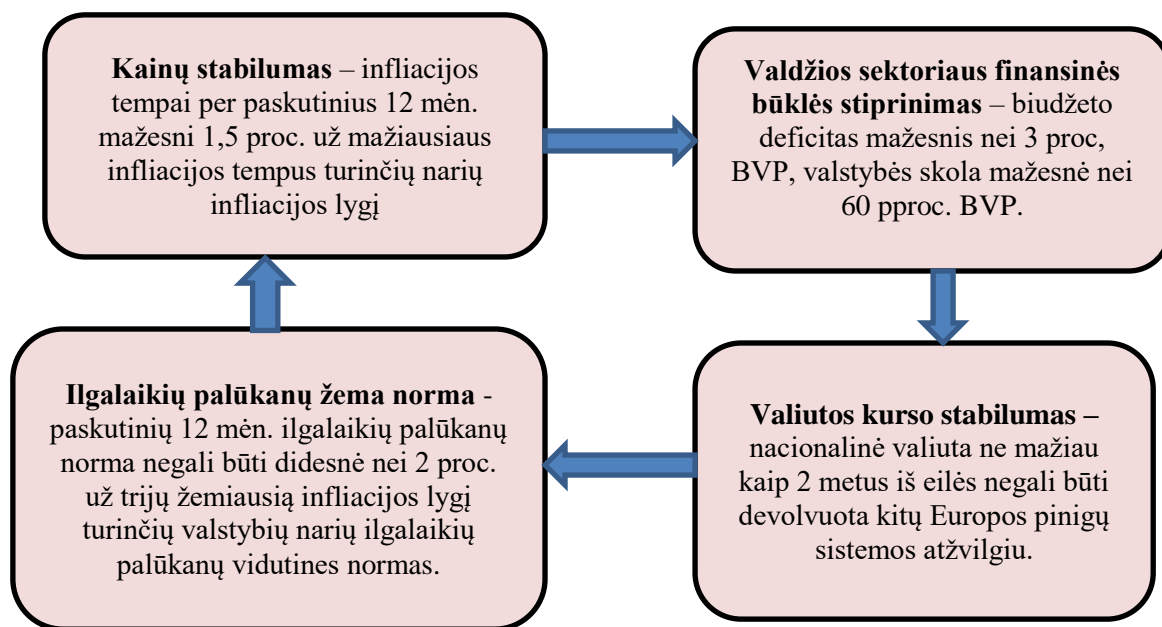 Kainų stabilumas – infliacijos
tempai per paskutinius 12 mėn.
mažesni 1,5 proc. už mažiausiaus
infliacijos tempus turinčių narių
infliacijos lygį
Valdžios sektoriaus finansinės
būklės stiprinimas – biudžeto
deficitas mažesnis nei 3 proc,
BVP, valstybės skola mažesnė nei
60 pproc. BVP.
Ilgalaikių palūkanų žema norma -
paskutinių 12 mėn. ilgalaikių palūkanų
norma negali būti didesnė nei 2 proc.
už trijų žemiausią infliacijos lygį
turinčių valstybių narių ilgalaikių
palūkanų vidutines normas.
Valiutos kurso stabilumas –
nacionalinė valiuta ne mažiau
kaip 2 metus iš eilės negali būti
devolvuota kitų Europos pinigų
sistemos atžvilgiu.